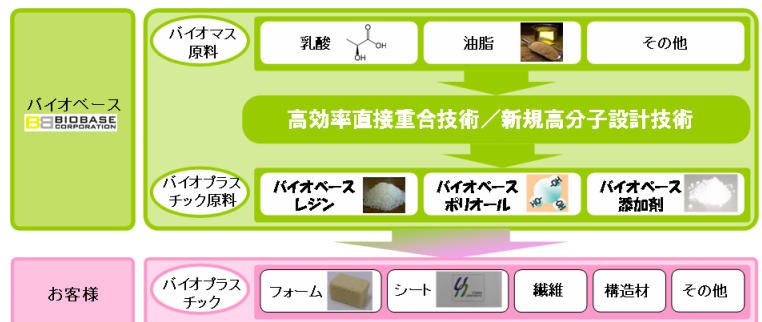 バイオマス
原料
乳酸
O
OH
OH
油脂
その他
バイオベース
BB BIOBASE
CORPORATION
高効率直接重合技術／新規高分子設計技術
バイオプラス
チック原料
バイオベース
レジン
バイオベース
ポリオール
OH
HO
OH
バイオベース
添加剤
お客様
バイオプラス
チック
フォーム
シート
繊維
構造材
その他